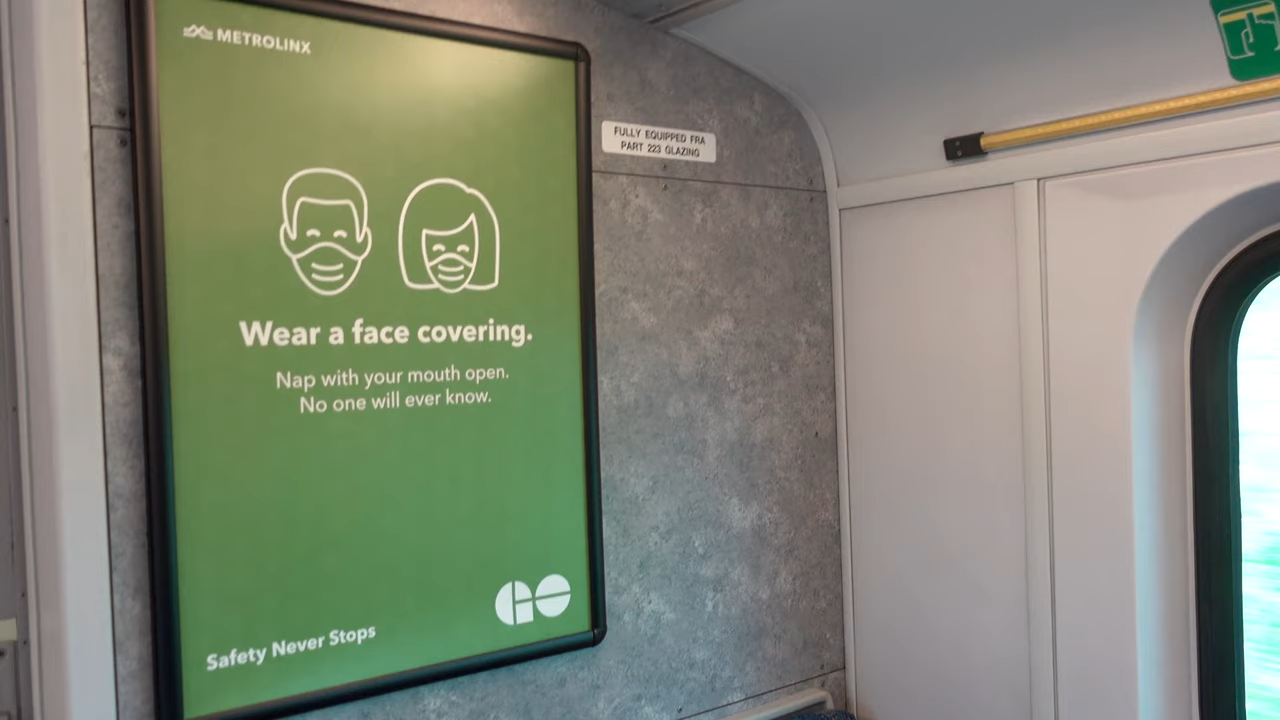 METROLINX
FULLY EQUIPPED FRA
PART 223 GLAZING
Wear a face covering.
Nap with your mouth open.
No one will ever know.
GO
Safety Never Stops